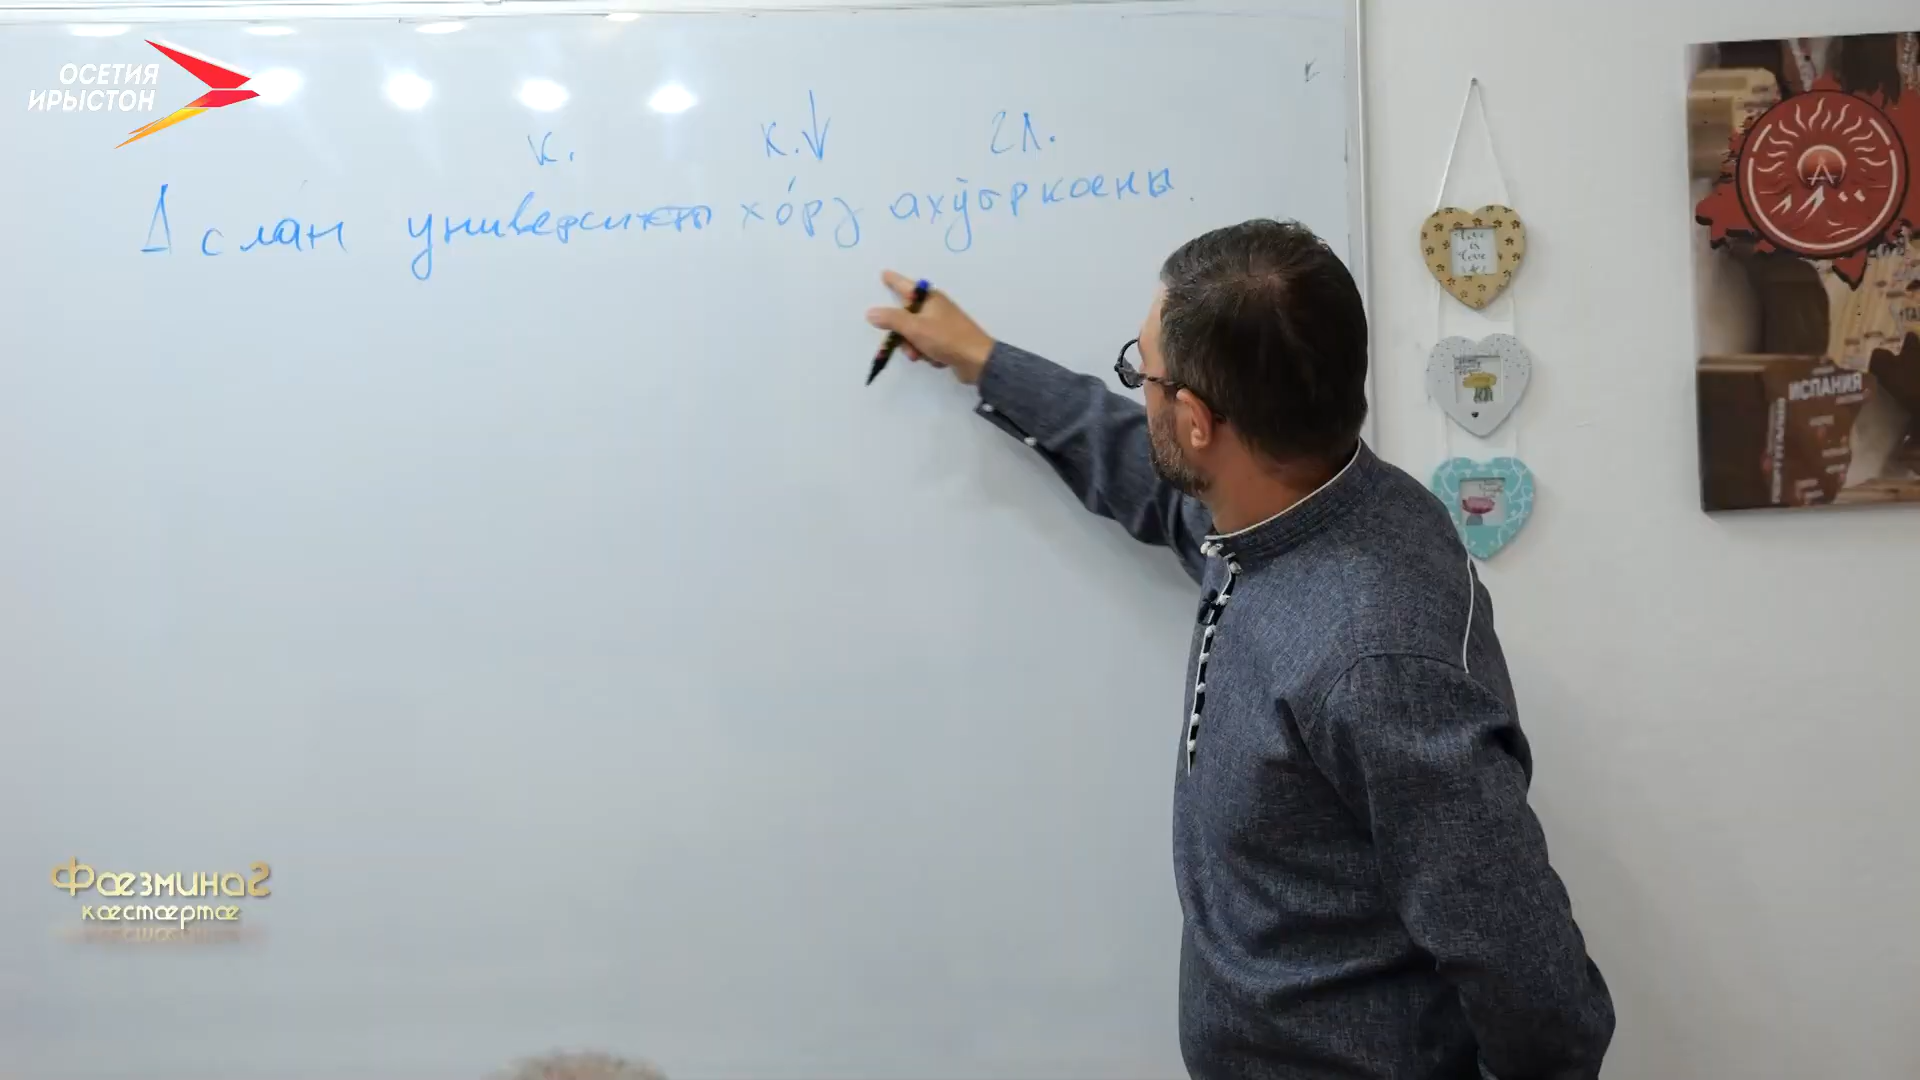 ОСЕТИЯ
ИРЫСТОН
к. к.↓ гл.
Аслан университеты хорз ахуыр кæны.
ИСПАНИЯ
Фæзминаг
кæстæртæ